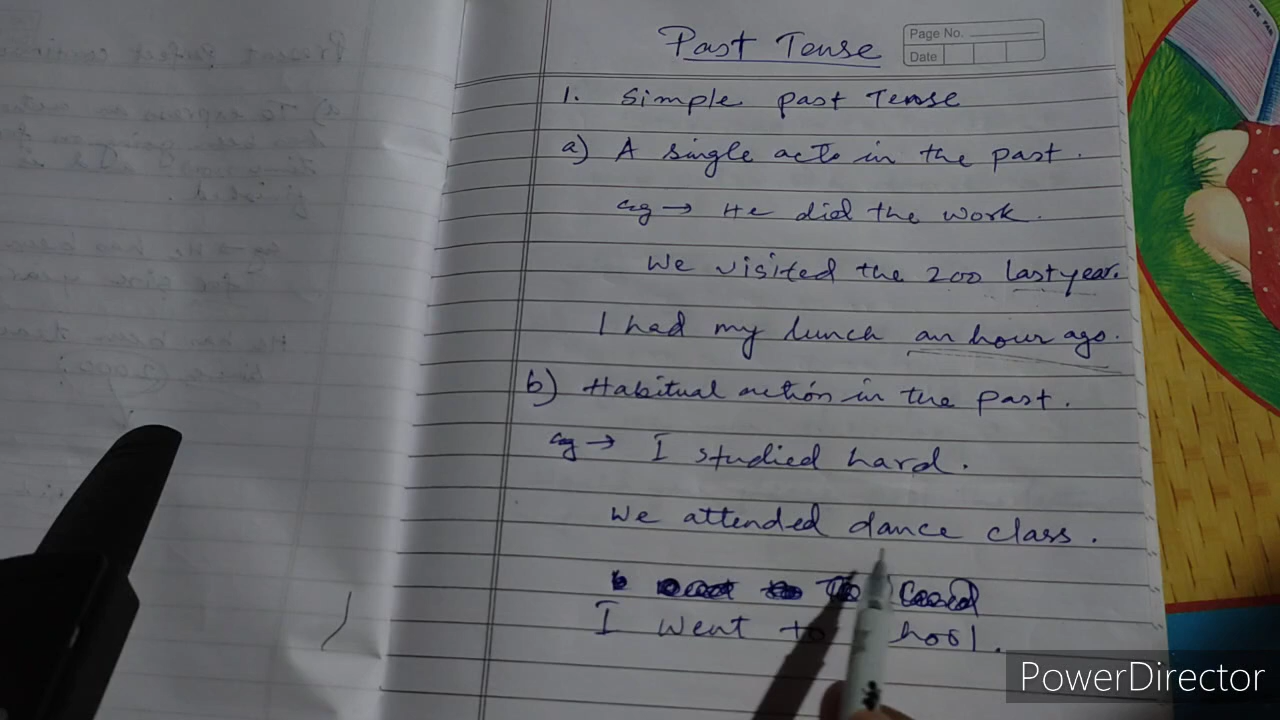 Past Tense
Page No.
Date
1. Simple past Tense
a) A single acts in the past.
eg → He did the work.
We visited the zoo last year.
I had my lunch an hour ago.
b) Habitual action in the past.
eg → I studied hard.
We attended dance class.
I went to hool.
PowerDirector